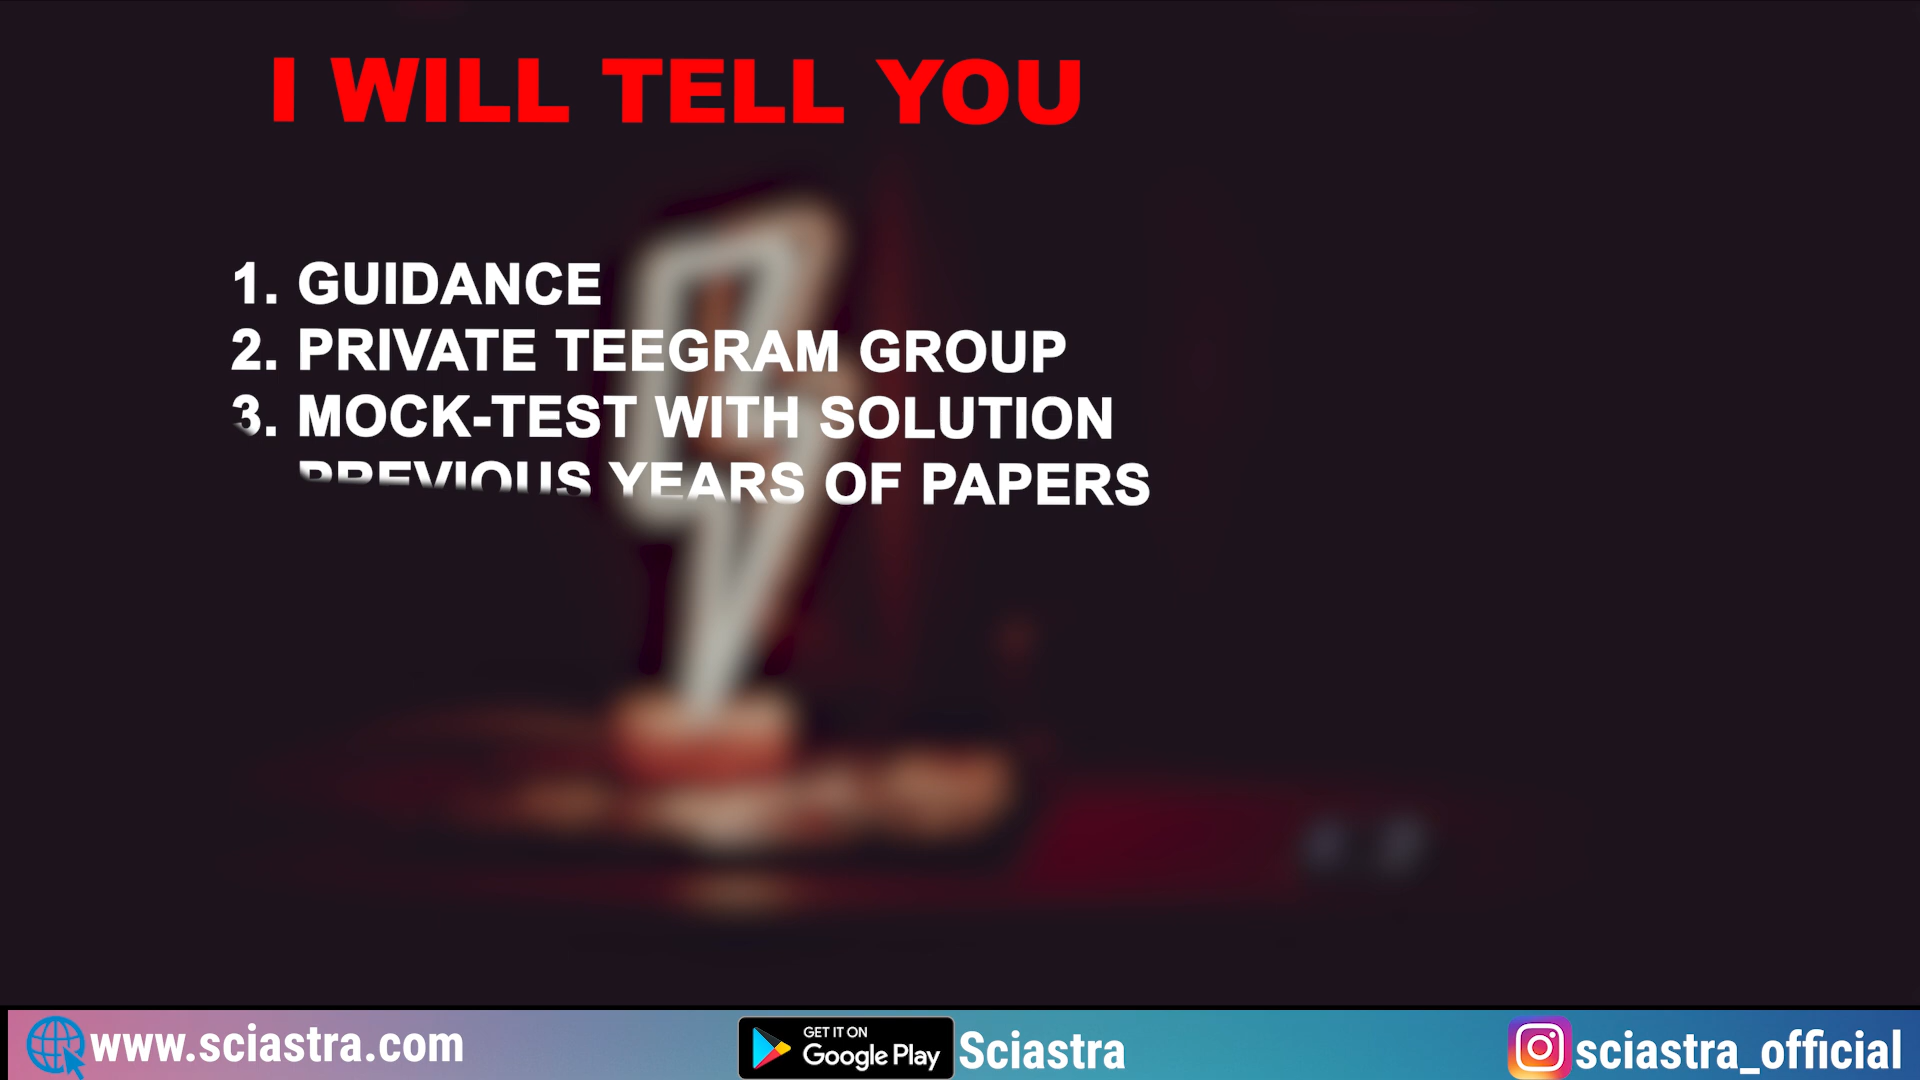 I WILL TELL YOU
1. GUIDANCE
2. PRIVATE TEEGRAM GROUP
3. MOCK-TEST WITH SOLUTION
PREVIOUS YEARS OF PAPERS
www.sciastra.com
GET IT ON
Google Play
Sciastra
sciastra_official